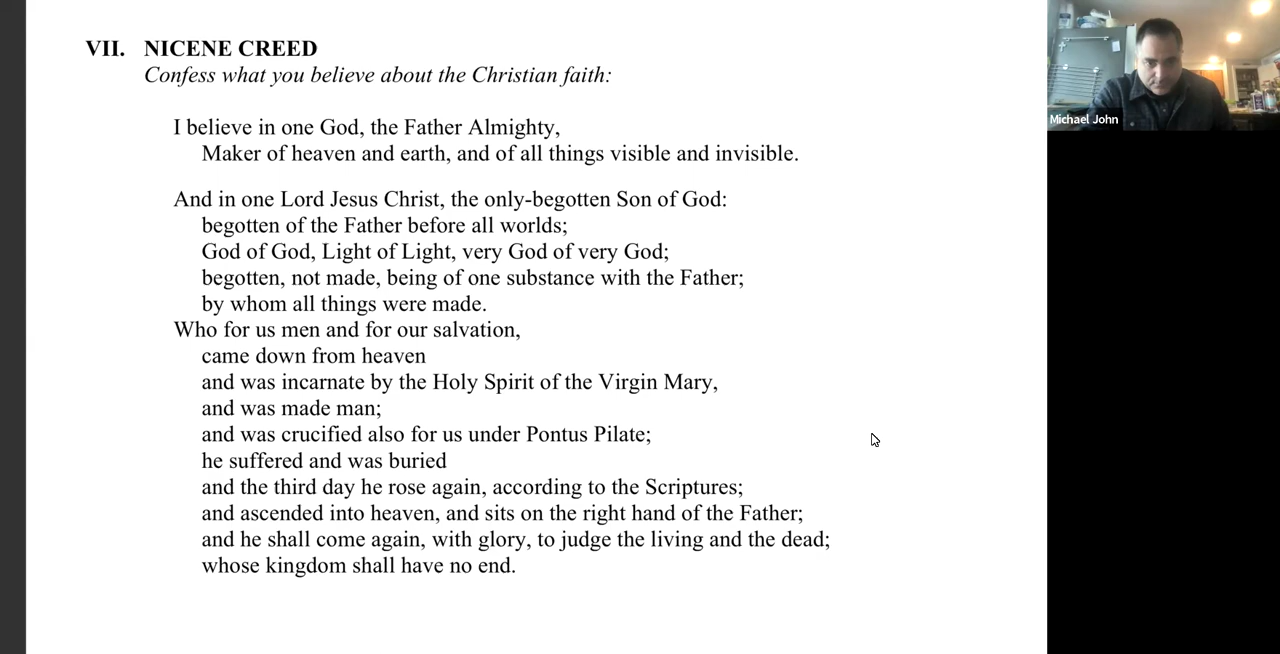 VII. NICENE CREED
Confess what you believe about the Christian faith:
I believe in one God, the Father Almighty,
Maker of heaven and earth, and of all things visible and invisible.
And in one Lord Jesus Christ, the only-begotten Son of God:
begotten of the Father before all worlds;
God of God, Light of Light, very God of very God;
begotten, not made, being of one substance with the Father;
by whom all things were made.
Who for us men and for our salvation,
came down from heaven
and was incarnate by the Holy Spirit of the Virgin Mary,
and was made man;
and was crucified also for us under Pontus Pilate;
he suffered and was buried
and the third day he rose again, according to the Scriptures;
and ascended into heaven, and sits on the right hand of the Father;
and he shall come again, with glory, to judge the living and the dead;
whose kingdom shall have no end.
Michael John